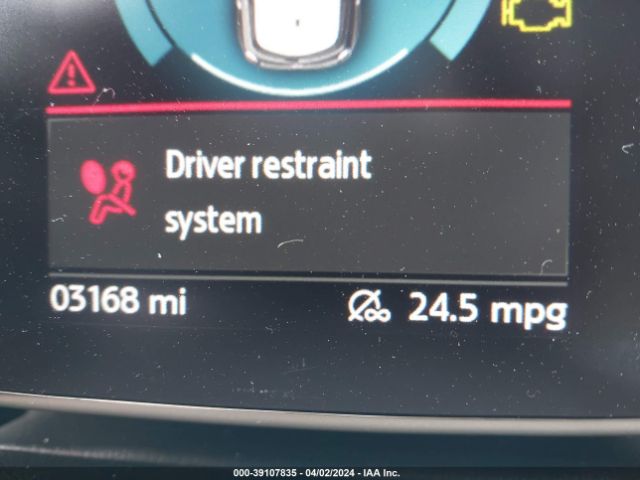 Driver restraint
system
03168 mi
Ø 24.5 mpg
000-39107835 - 04/02/2024 - IAA Inc.